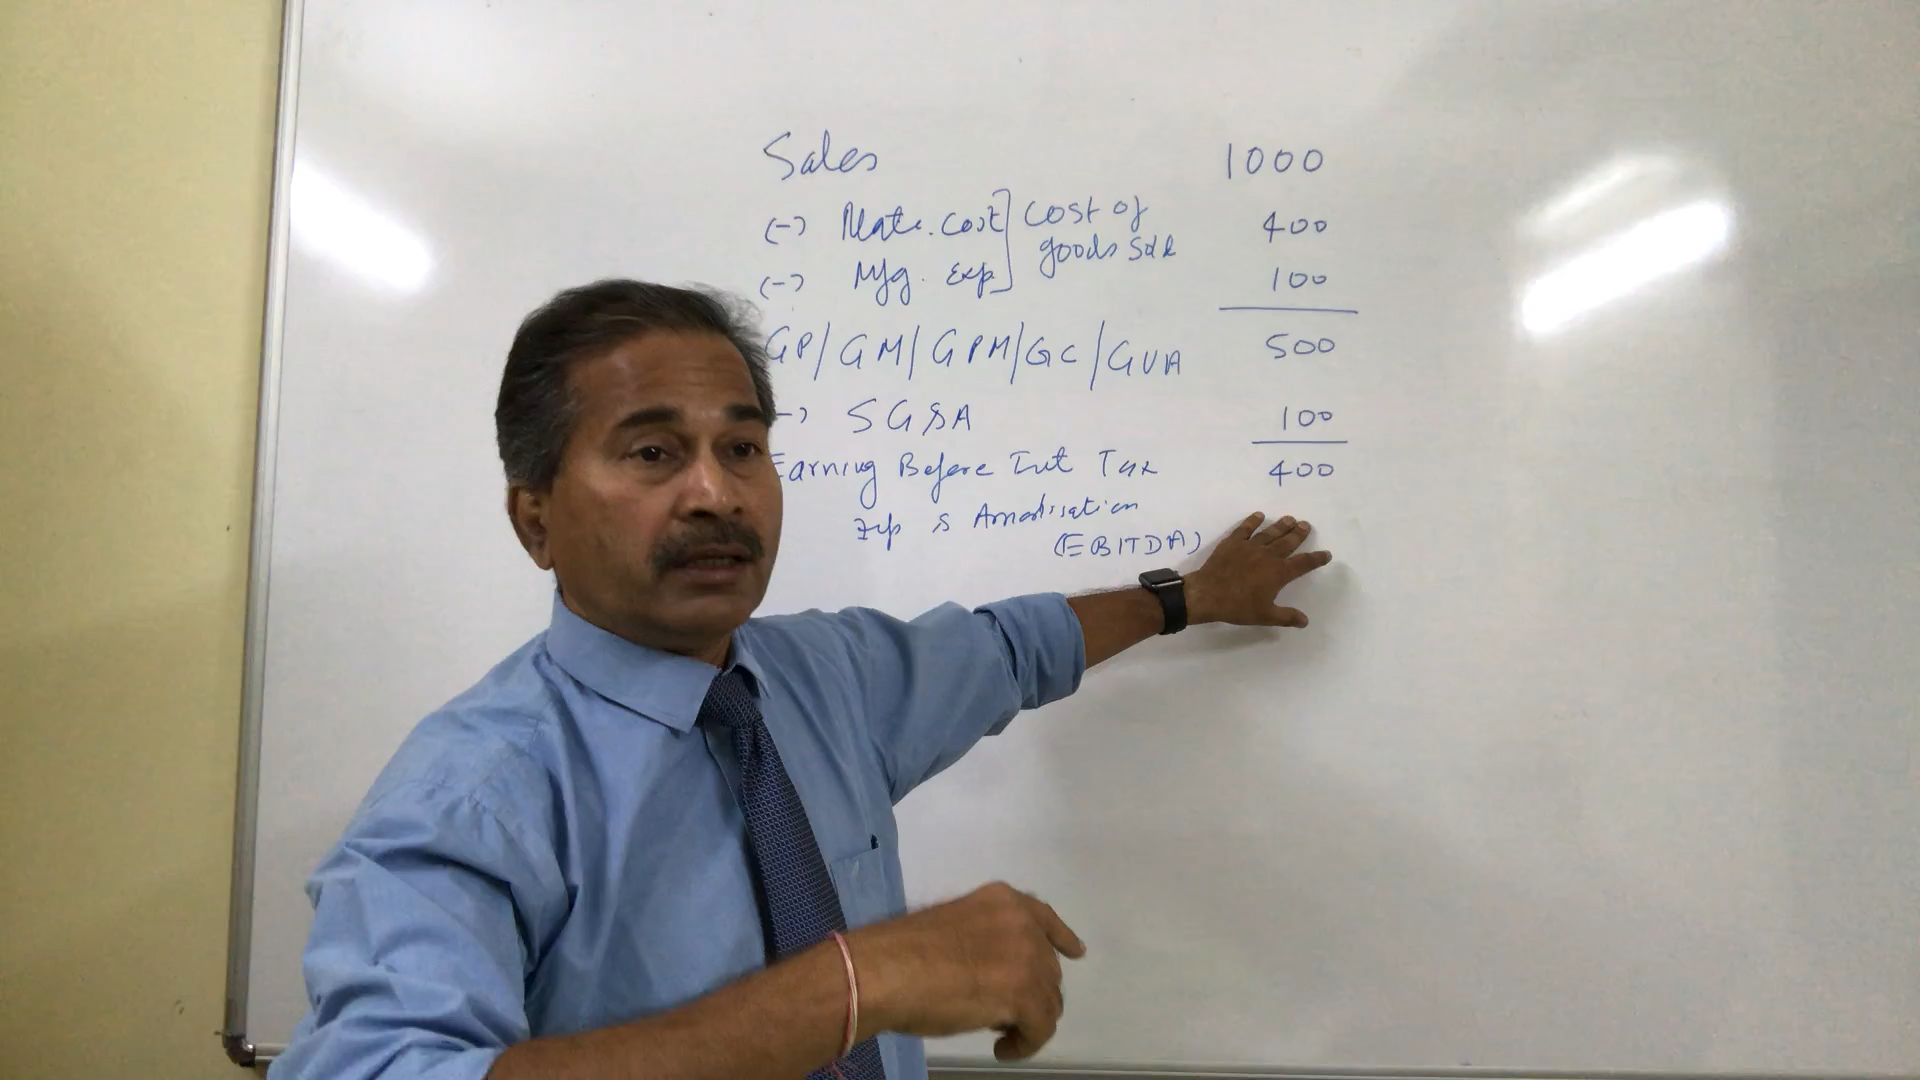 Sales 1000
(-) Mate. Cost Cost of 400
goods Sold
(-) Mfg. Exp 100
GP/GM/GPM/GC/GVA 500
-) SG&A 100
Earning Before Int Tax 400
& Amortisation
(EBITDA)